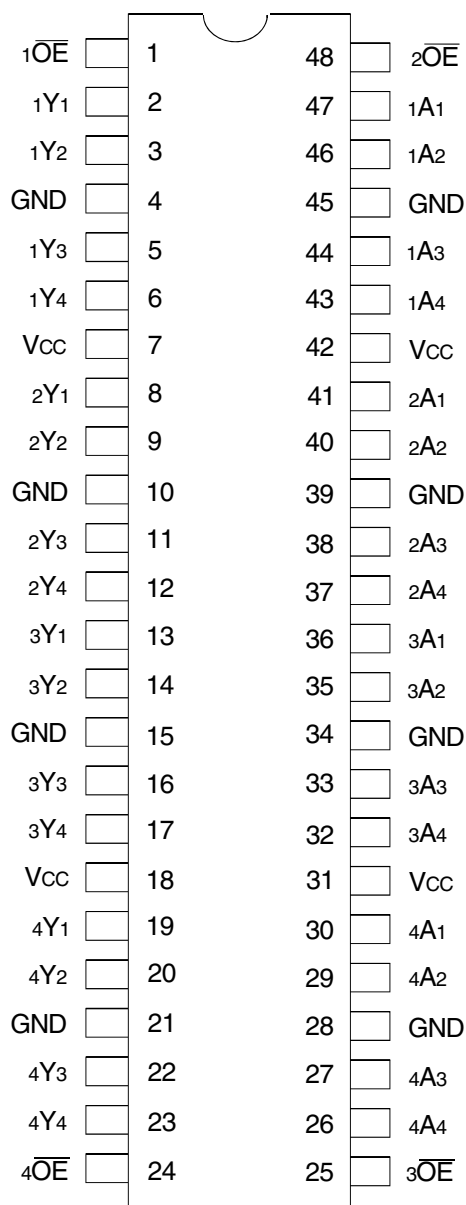 1OE 1 48 2OE
1Y1 2 47 1A1
1Y2 3 46 1A2
GND 4 45 GND
1Y3 5 44 1A3
1Y4 6 43 1A4
VCC 7 42 VCC
2Y1 8 41 2A1
2Y2 9 40 2A2
GND 10 39 GND
2Y3 11 38 2A3
2Y4 12 37 2A4
3Y1 13 36 3A1
3Y2 14 35 3A2
GND 15 34 GND
3Y3 16 33 3A3
3Y4 17 32 3A4
VCC 18 31 VCC
4Y1 19 30 4A1
4Y2 20 29 4A2
GND 21 28 GND
4Y3 22 27 4A3
4Y4 23 26 4A4
4OE 24 25 3OE